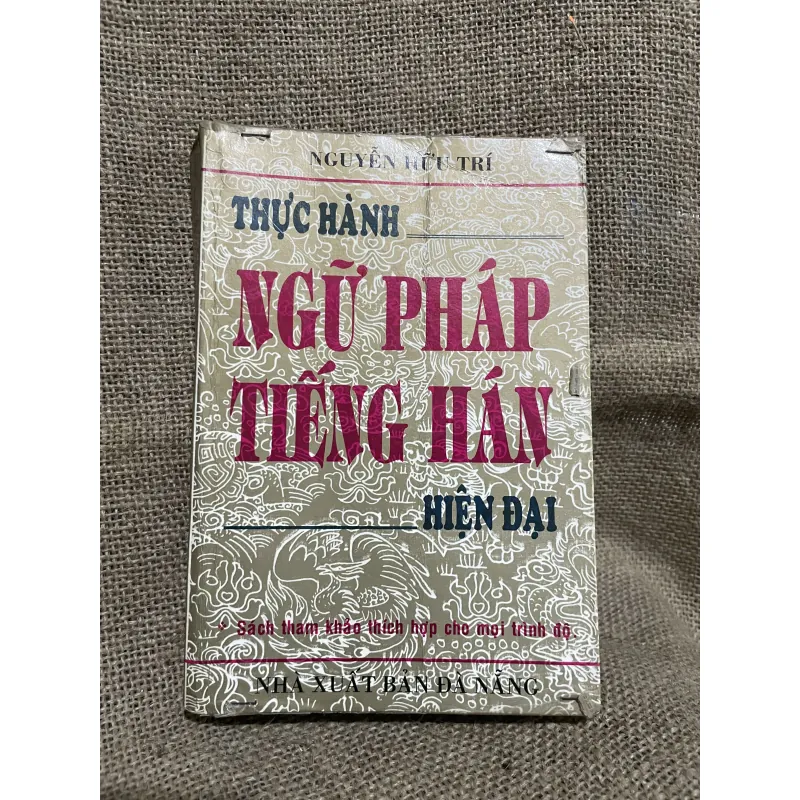 NGUYỄN HỮU TRÍ
THỰC HÀNH
NGỮ PHÁP
TIẾNG HÁN
HIỆN ĐẠI
* Sách tham khảo thích hợp cho mọi trình độ.
NHÀ XUẤT BẢN ĐÀ NẴNG